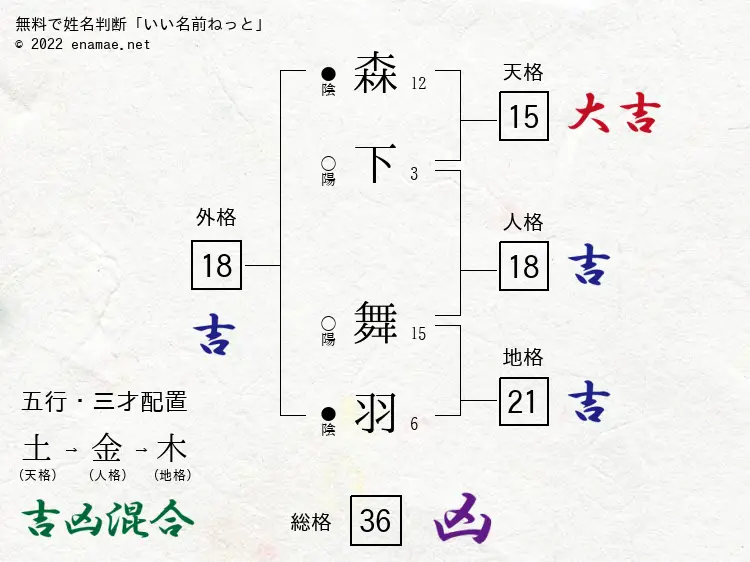 無料で姓名判断「いい名前ねっと」
© 2022 enamae.net
●陰 森 12
○陽 下 3
○陽 舞 15
●陰 羽 6
天格
15 大吉
人格
18 吉
地格
21 吉
外格
18
吉
五行・三才配置
土 → 金 → 木
(天格) (人格) (地格)
吉凶混合
総格 36 凶